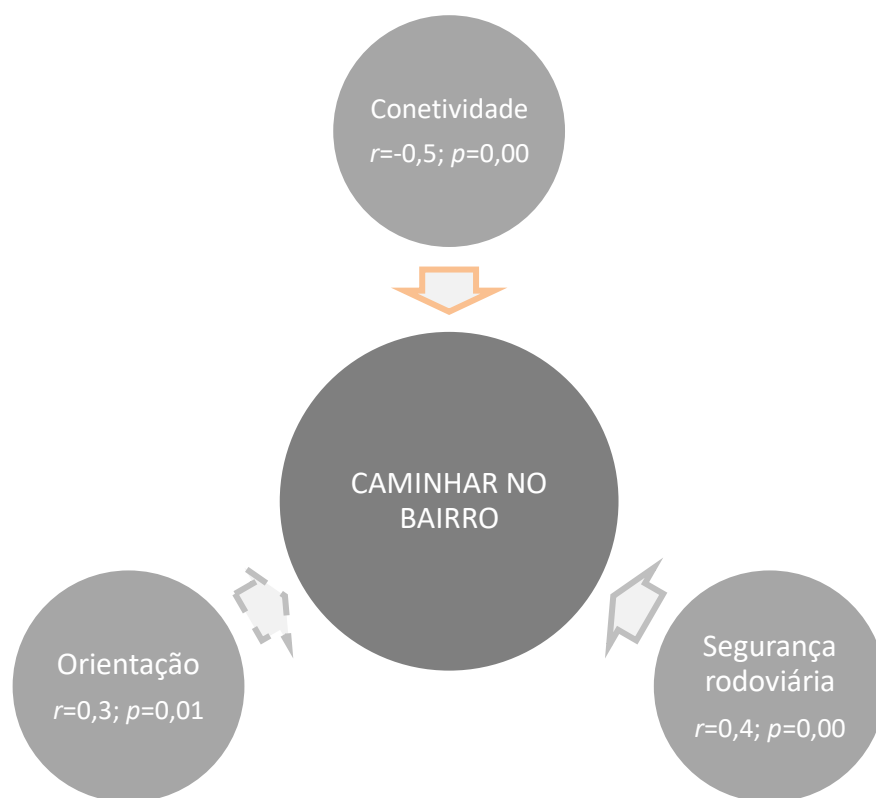 Conetividade
r=-0,5; p=0,00
CAMINHAR NO
BAIRRO
Orientação
r=0,3; p=0,01
Segurança
rodoviária
r=0,4; p=0,00